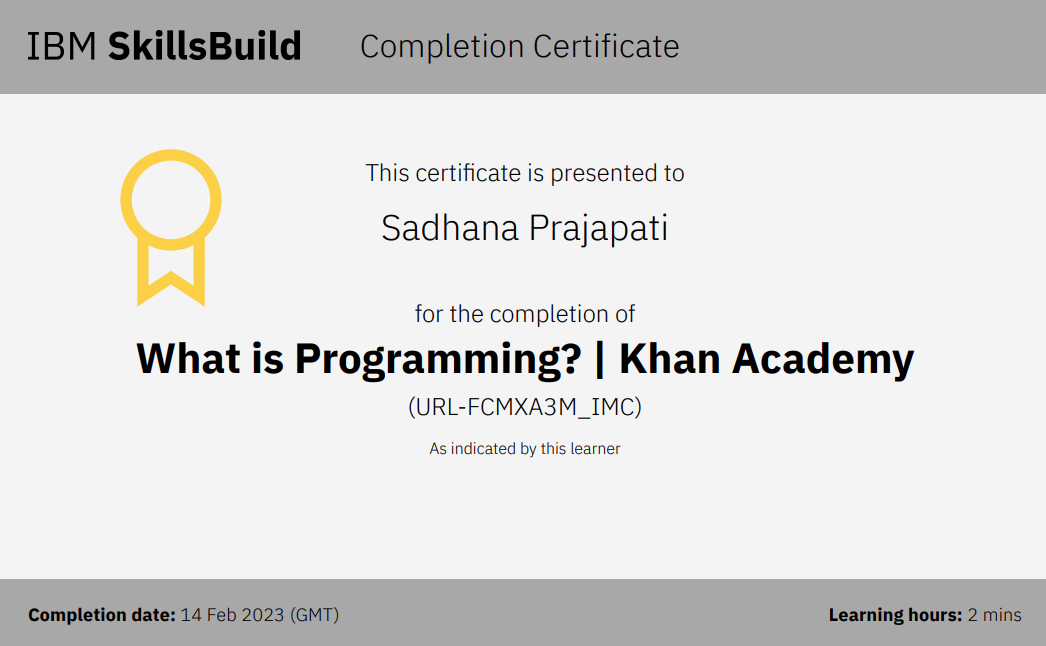 IBM SkillsBuild Completion Certificate
This certificate is presented to
Sadhana Prajapati
for the completion of
What is Programming? | Khan Academy
(URL-FCMXA3M_IMC)
As indicated by this learner
Completion date: 14 Feb 2023 (GMT) Learning hours: 2 mins